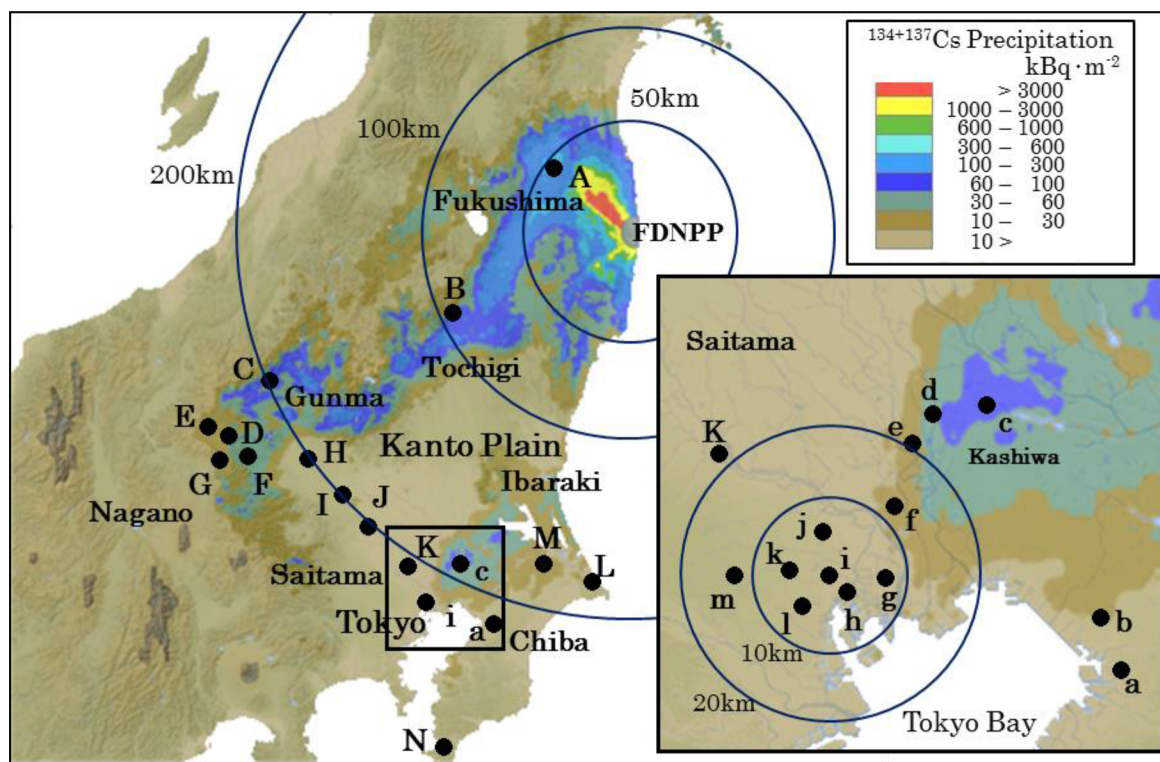 134+137Cs Precipitation
kBq·m-2
> 3000
1000 – 3000
600 – 1000
300 – 600
100 – 300
60 – 100
30 – 60
10 – 30
10 >
50km
100km
200km
A
Fukushima
FDNPP
B
Tochigi
C
Gunma
E
D
Kanto Plain
G
F
H
Ibaraki
Nagano
I
J
K
c
M
L
Saitama
Tokyo
i
a
Chiba
N
Saitama
d
c
K
e
Kashiwa
f
j
k
i
m
g
l
h
b
10km
a
20km
Tokyo Bay